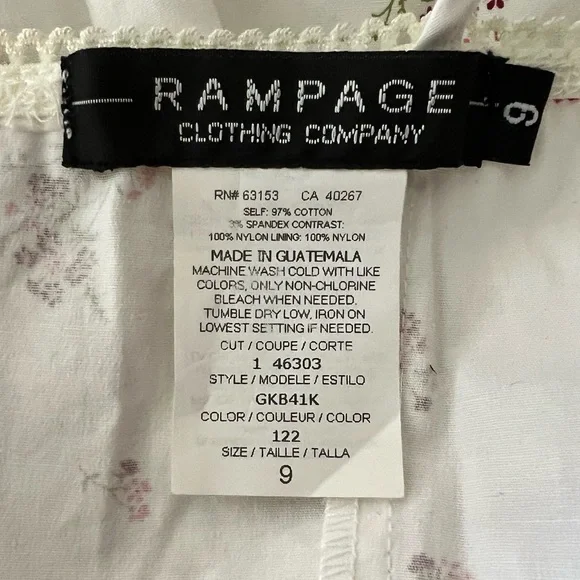 RAMPAGE
CLOTHING COMPANY
9
RN# 63153 CA 40267
SELF: 97% COTTON
3% SPANDEX CONTRAST:
100% NYLON LINING: 100% NYLON
MADE IN GUATEMALA
MACHINE WASH COLD WITH LIKE
COLORS, ONLY NON-CHLORINE
BLEACH WHEN NEEDED.
TUMBLE DRY LOW, IRON ON
LOWEST SETTING IF NEEDED.
CUT / COUPE / CORTE
1 46303
STYLE / MODELE / ESTILO
GKB41K
COLOR / COULEUR / COLOR
122
SIZE / TAILLE / TALLA
9